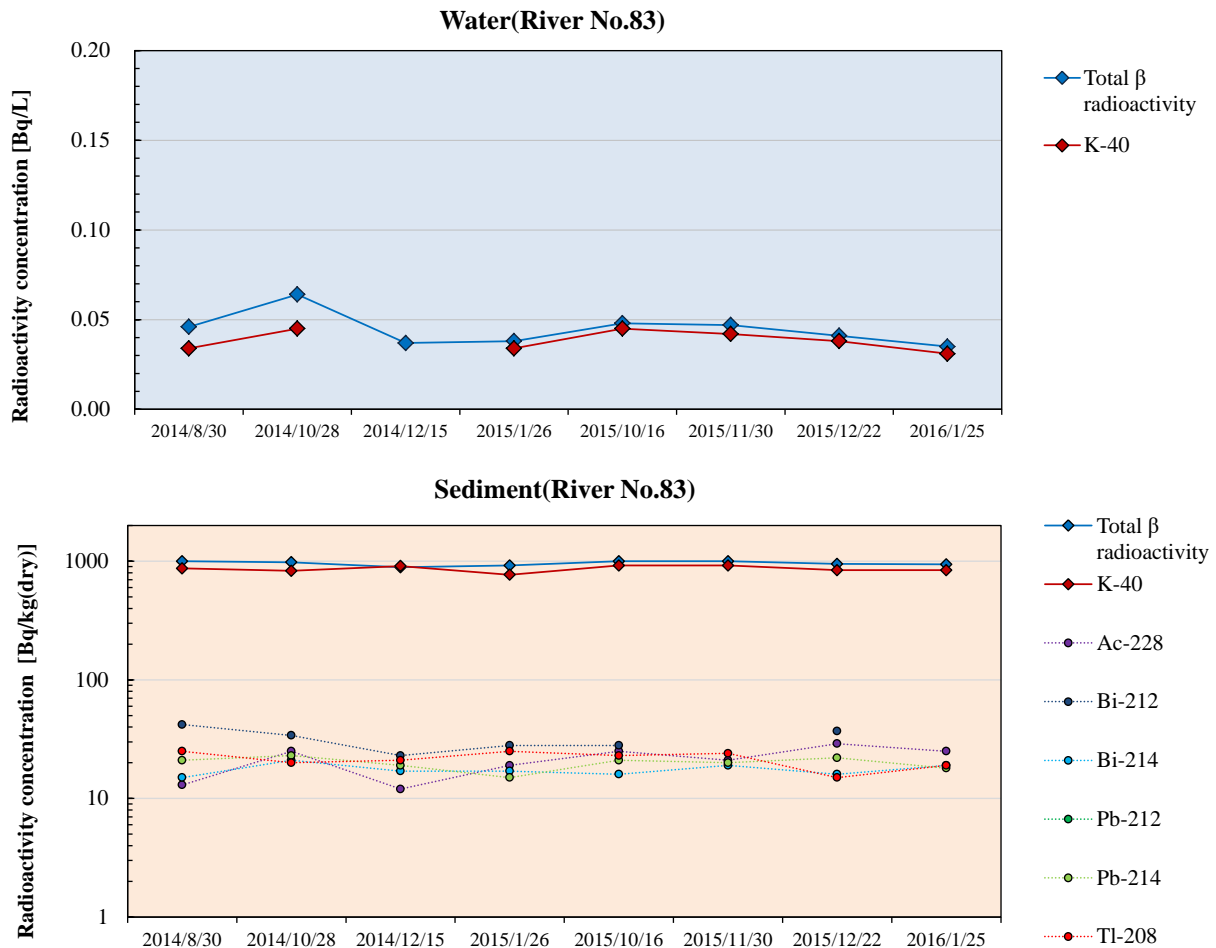 Water(River No.83)
Radioactivity concentration [Bq/L]
0.20
0.15
0.10
0.05
0.00
2014/8/30 2014/10/28 2014/12/15 2015/1/26 2015/10/16 2015/11/30 2015/12/22 2016/1/25
Total β
radioactivity
K-40
Sediment(River No.83)
Radioactivity concentration [Bq/kg(dry)]
1000
100
10
1
2014/8/30 2014/10/28 2014/12/15 2015/1/26 2015/10/16 2015/11/30 2015/12/22 2016/1/25
Total β
radioactivity
K-40
Ac-228
Bi-212
Bi-214
Pb-212
Pb-214
Tl-208